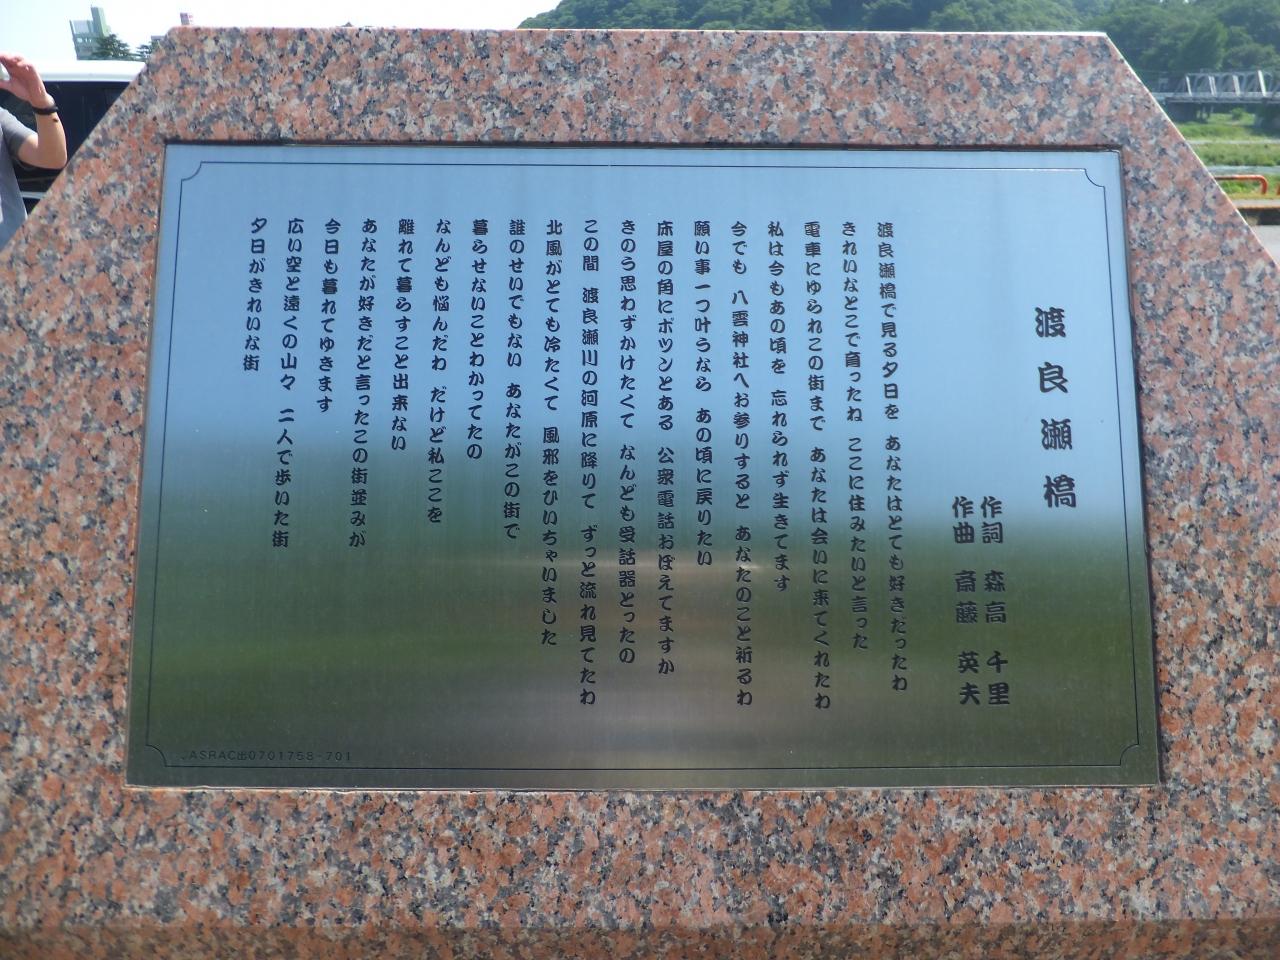 渡良瀬橋
作詞 森高 千里
作曲 斎藤 英夫
渡良瀬橋で見る夕日を あなたはとても好きだったわ
きれいなとこで育ったね ここに住みたいと言った
電車にゆられこの街まで あなたは会いに来てくれたわ
私は今もあの頃を 忘れられず生きてます
今でも 八雲神社へお参りすると あなたのこと祈るわ
願い事一つ叶うなら あの頃に戻りたい
床屋の角にポツンとある 公衆電話おぼえてますか
きのう思わずかけたくて なんども受話器とったの
この間 渡良瀬川の河原に降りて ずっと流れ見てたわ
北風がとても冷たくて 風邪をひいちゃいました
誰のせいでもない あなたがこの街で
暮らせないことわかってたの
なんども悩んだわ だけど私ここを
離れて暮らすこと出来ない
あなたが好きだと言ったこの街並みが
今日も暮れてゆきます
広い空と遠くの山々 二人で歩いた街
夕日がきれいな街
JASRAC出0701758-701